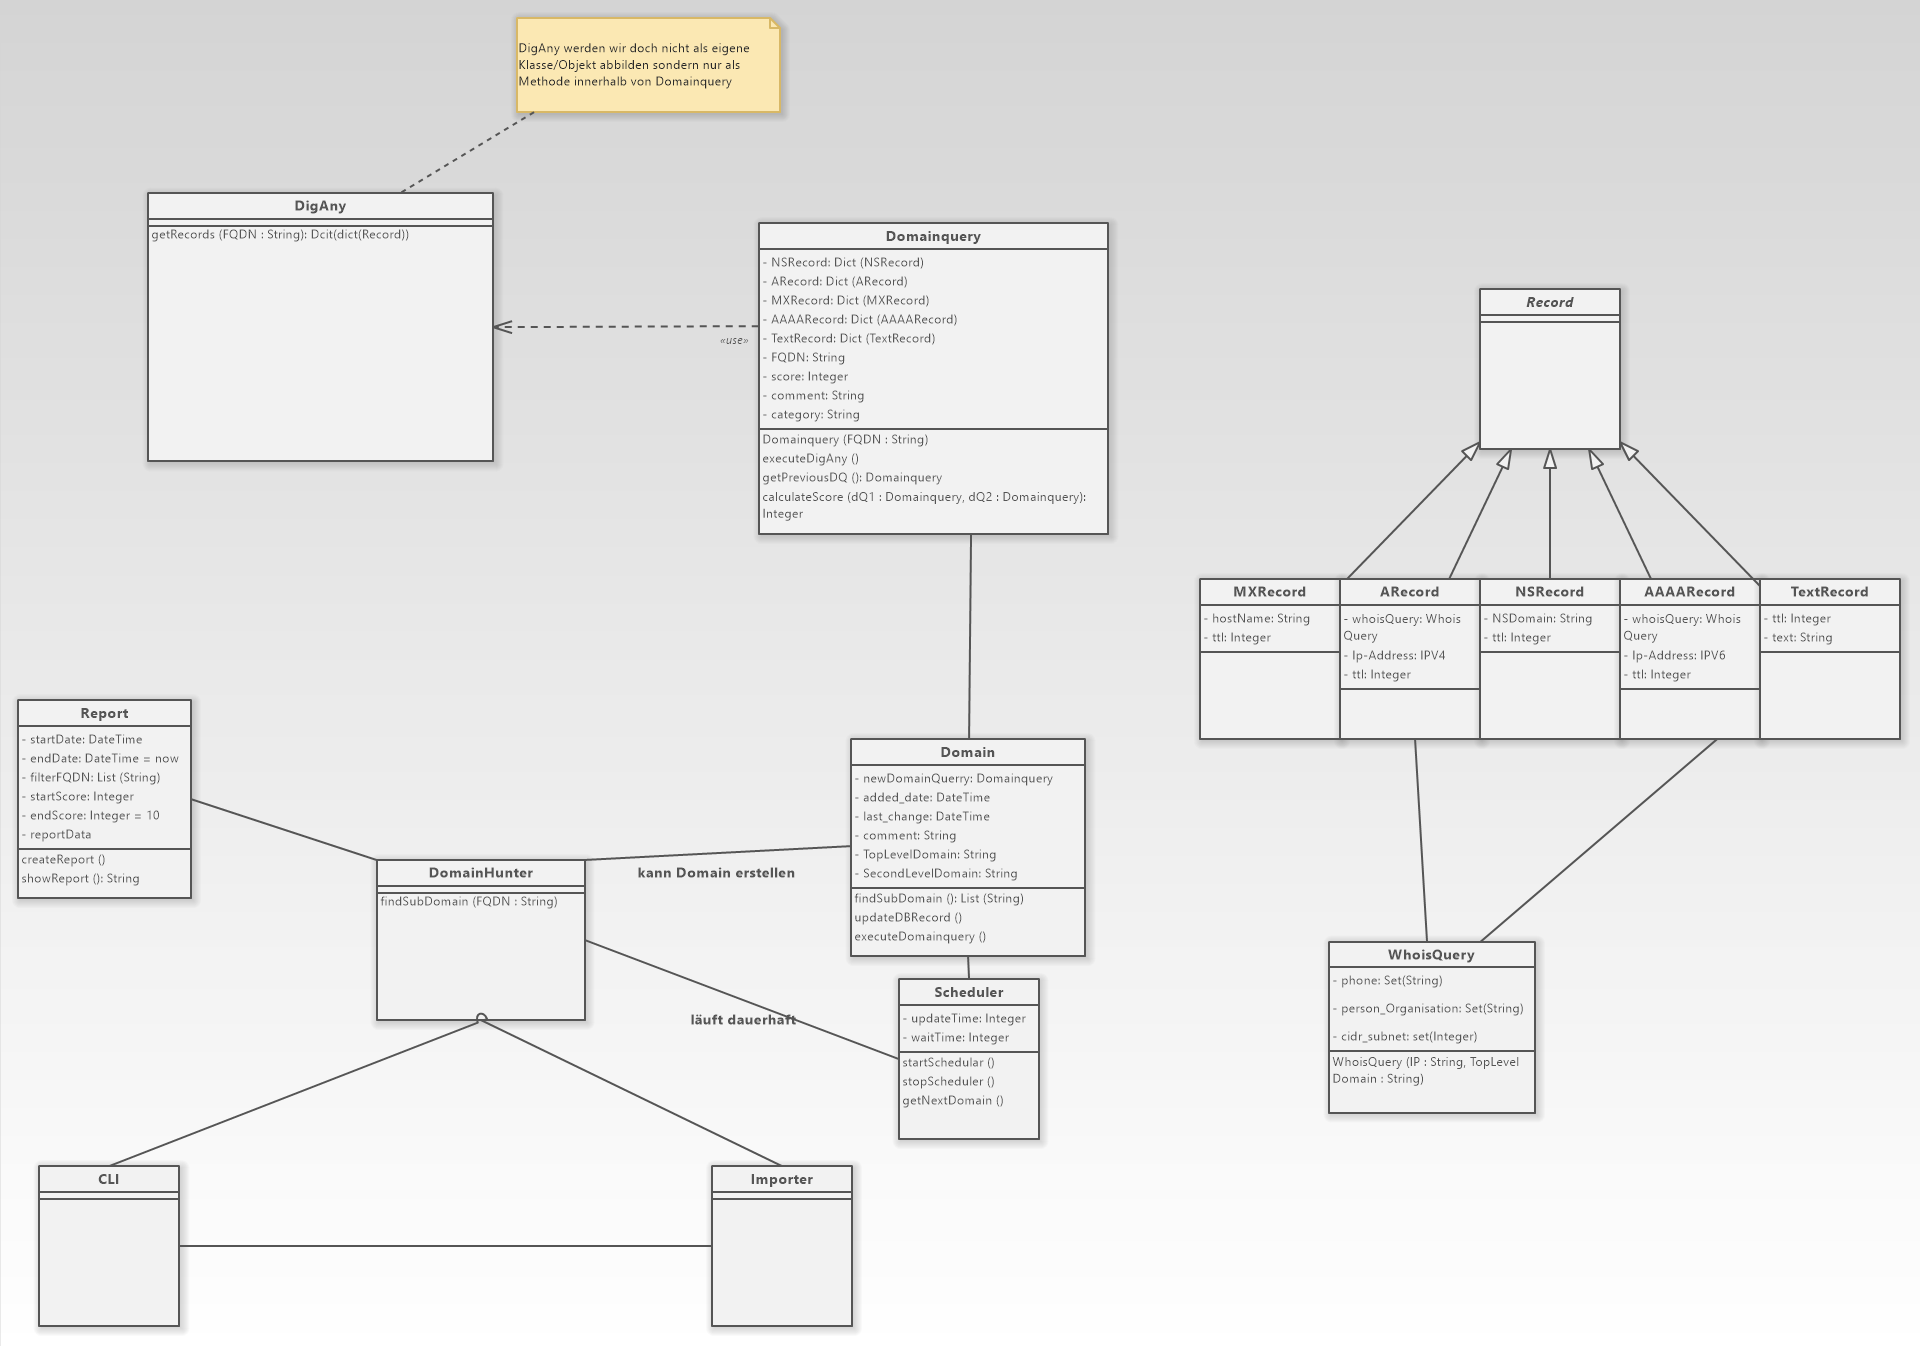 DigAny werden wir doch nicht als eigene
Klasse/Objekt abbilden sondern nur als
Methode innerhalb von Domainquery
DigAny
getRecords (FQDN : String): Dcit(dict(Record))
«use»
Domainquery
- NSRecord: Dict (NSRecord)
- ARecord: Dict (ARecord)
- MXRecord: Dict (MXRecord)
- AAAARecord: Dict (AAAARecord)
- TextRecord: Dict (TextRecord)
- FQDN: String
- score: Integer
- comment: String
- category: String
Domainquery (FQDN : String)
executeDigAny ()
getPreviousDQ (): Domainquery
calculateScore (dQ1 : Domainquery, dQ2 : Domainquery):
Integer
Record
MXRecord
- hostName: String
- ttl: Integer
ARecord
- whoisQuery: Whois
Query
- Ip-Address: IPV4
- ttl: Integer
NSRecord
- NSDomain: String
- ttl: Integer
AAAARecord
- whoisQuery: Whois
Query
- Ip-Address: IPV6
- ttl: Integer
TextRecord
- ttl: Integer
- text: String
Report
- startDate: DateTime
- endDate: DateTime = now
- filterFQDN: List (String)
- startScore: Integer
- endScore: Integer = 10
- reportData
createReport ()
showReport (): String
DomainHunter
findSubDomain (FQDN : String)
kann Domain erstellen
Domain
- newDomainQuerry: Domainquery
- added_date: DateTime
- last_change: DateTime
- comment: String
- TopLevelDomain: String
- SecondLevelDomain: String
findSubDomain (): List (String)
updateDBRecord ()
executeDomainquery ()
läuft dauerhaft
Scheduler
- updateTime: Integer
- waitTime: Integer
startSchedular ()
stopScheduler ()
getNextDomain ()
WhoisQuery
- phone: Set(String)
- person_Organisation: Set(String)
- cidr_subnet: set(Integer)
WhoisQuery (IP : String, TopLevel
Domain : String)
CLI
Importer